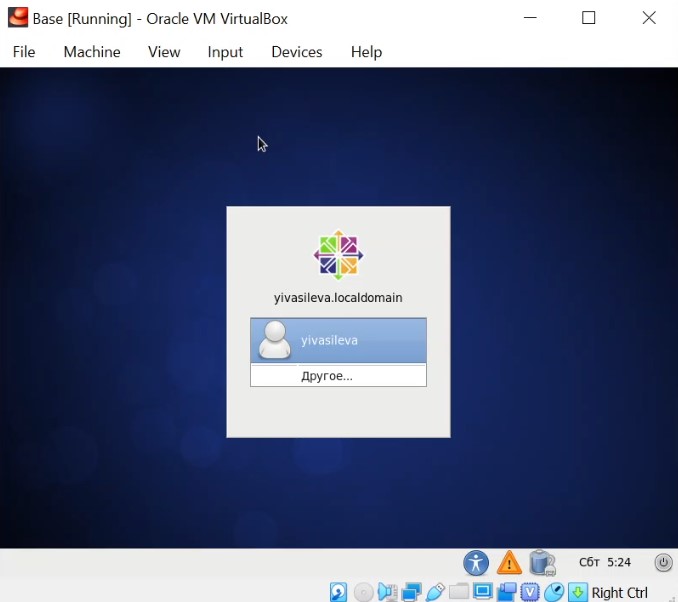 Base [Running] - Oracle VM VirtualBox
File Machine View Input Devices Help
yivasileva.localdomain
yivasileva
Другое...
Сбт 5:24
Right Ctrl